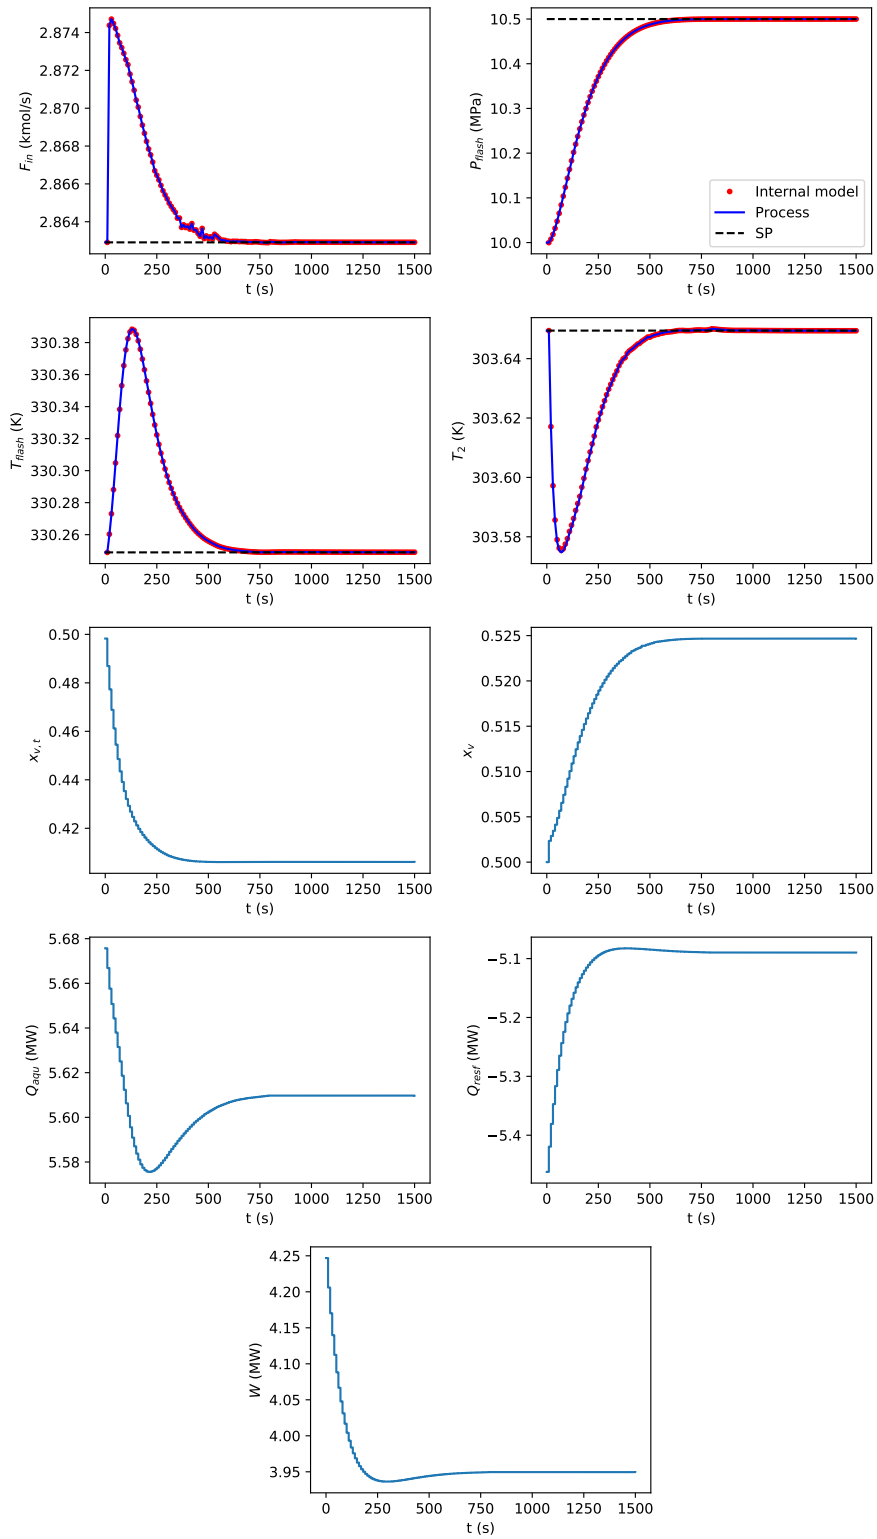 2.874
2.872
2.870
2.868
2.866
2.864
F_in (kmol/s)
0 250 500 750 1000 1250 1500
t (s)
10.5
10.4
10.3
10.2
10.1
10.0
P_flash (MPa)
Internal model
Process
SP
0 250 500 750 1000 1250 1500
t (s)
330.38
330.36
330.34
330.32
330.30
330.28
330.26
T_flash (K)
0 250 500 750 1000 1250 1500
t (s)
303.64
303.62
303.60
303.58
T_2 (K)
0 250 500 750 1000 1250 1500
t (s)
0.50
0.48
0.46
0.44
0.42
x_v,t
0 250 500 750 1000 1250 1500
t (s)
0.525
0.520
0.515
0.510
0.505
0.500
x_v
0 250 500 750 1000 1250 1500
t (s)
5.68
5.66
5.64
5.62
5.60
5.58
Q_aqu (MW)
0 250 500 750 1000 1250 1500
t (s)
−5.1
−5.2
−5.3
−5.4
Q_resf (MW)
0 250 500 750 1000 1250 1500
t (s)
4.25
4.20
4.15
4.10
4.05
4.00
3.95
W (MW)
0 250 500 750 1000 1250 1500
t (s)